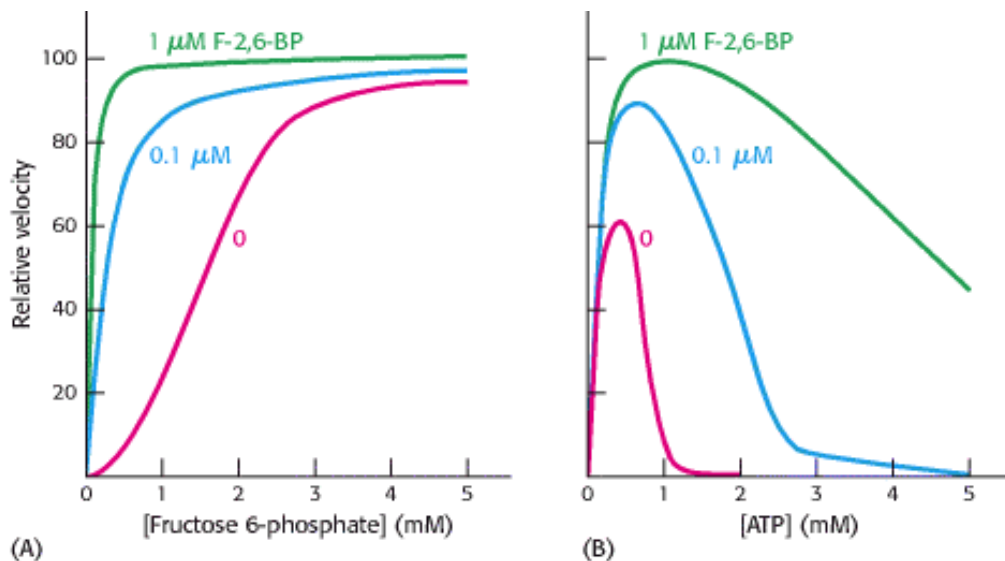 1 μM F-2,6-BP
0.1 μM
0
Relative velocity
100
80
60
40
20
0 1 2 3 4 5
[Fructose 6-phosphate] (mM)
(A)
1 μM F-2,6-BP
0.1 μM
0
0 1 2 3 4 5
[ATP] (mM)
(B)